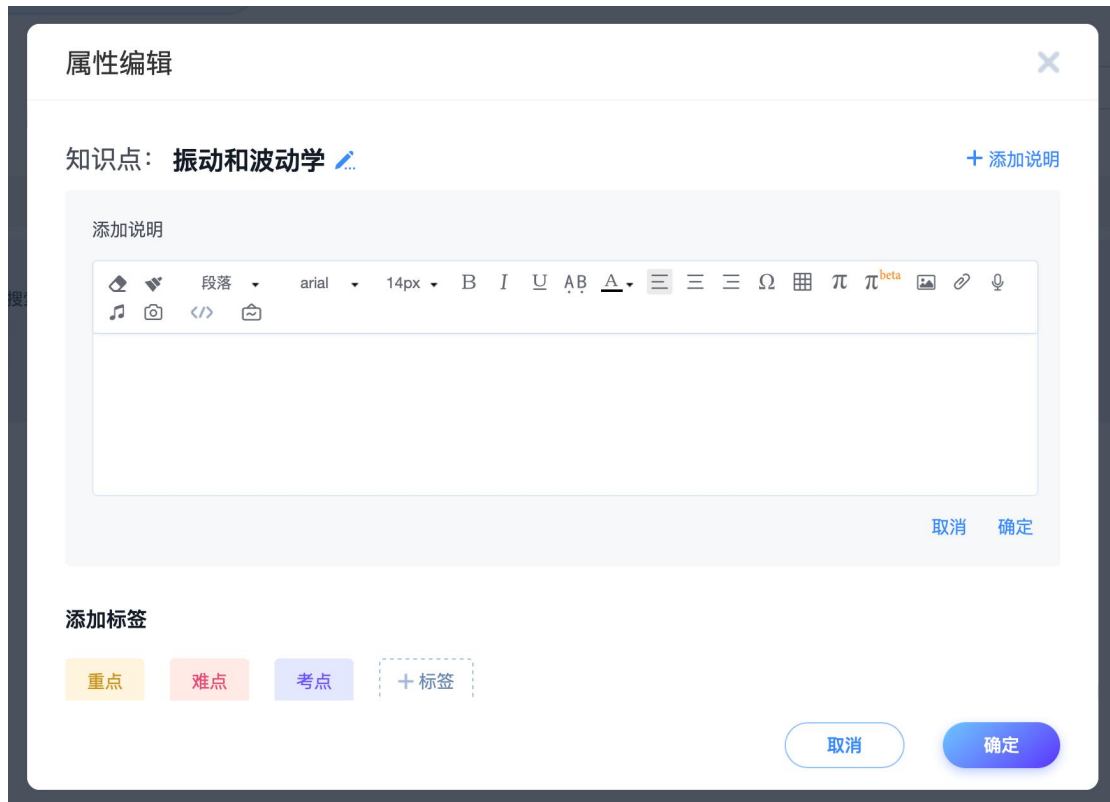 属性编辑
知识点： 振动和波动学
+ 添加说明
添加说明
段落 arial 14px B I U AB A Ω π π beta
</>
取消 确定
添加标签
重点 难点 考点 + 标签
取消 确定